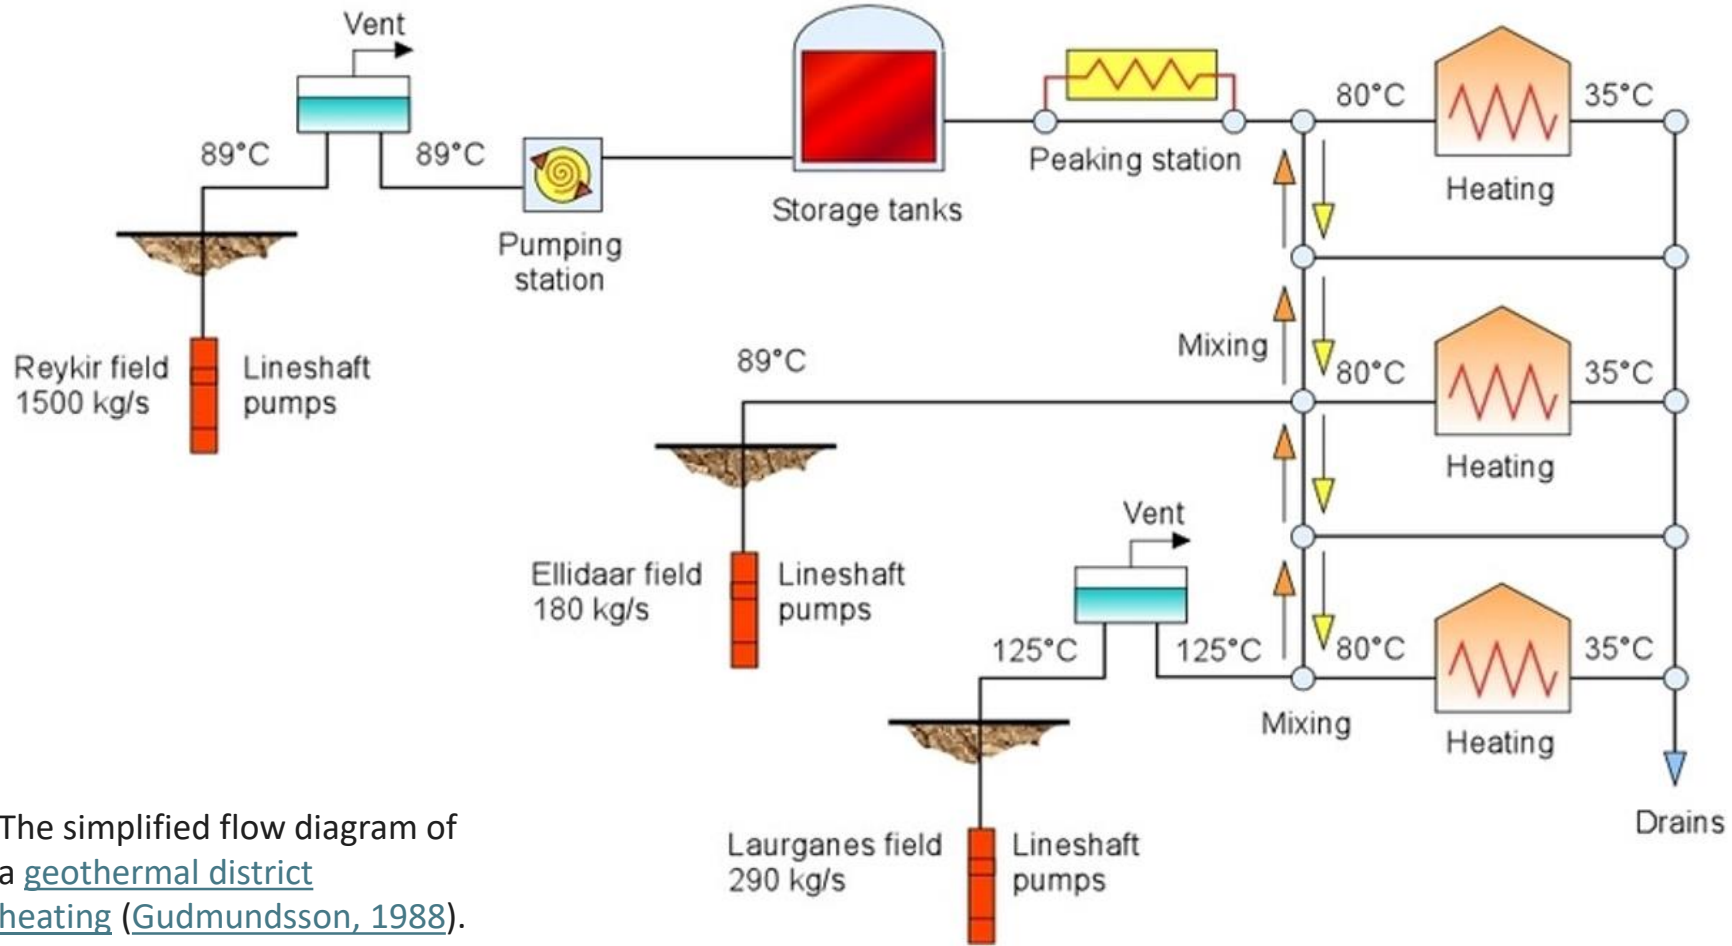 Vent
80°C
35°C
89°C
89°C
Peaking station
Heating
Storage tanks
Pumping
station
Mixing
89°C
80°C
35°C
Reykir field
1500 kg/s
Lineshaft
pumps
Heating
Vent
Ellidaar field
180 kg/s
Lineshaft
pumps
125°C
125°C
80°C
35°C
Mixing
Heating
Drains
Laurganes field
290 kg/s
Lineshaft
pumps
The simplified flow diagram of
a geothermal district
heating (Gudmundsson, 1988).